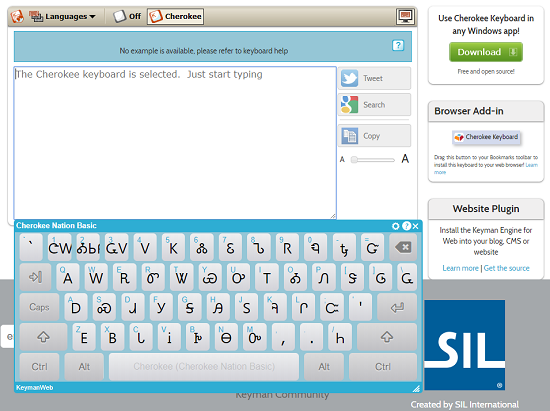 Languages Off Cherokee
No example is available, please refer to keyboard help
?
The Cherokee keyboard is selected. Just start typing
Tweet
Search
Copy
A A
Cherokee Nation Basic
4 Ꮩ 5 Ꮶ
Q Ꭺ W Ꮃ E Ꭱ R T Y U Ꭴ I Ꭲ O Ꭳ P Ꮑ
Caps A Ꭰ S Ꮝ D Ꮧ F Ꭹ G H J K L
Z X C Ꮯ V Ꭵ B N Ꮎ M , .
Ctrl Alt Cherokee (Cherokee Nation Basic) Alt Ctrl
KeymanWeb
Keyman Community
Use Cherokee Keyboard in
any Windows app!
Download
Free and open source!
Browser Add-in
Cherokee Keyboard
Drag this button to your Bookmarks toolbar to
install this keyboard to your web browser! Learn
more
Website Plugin
Install the Keyman Engine for
Web into your blog, CMS or
website
Learn more | Get the source
SIL®
Created by SIL International